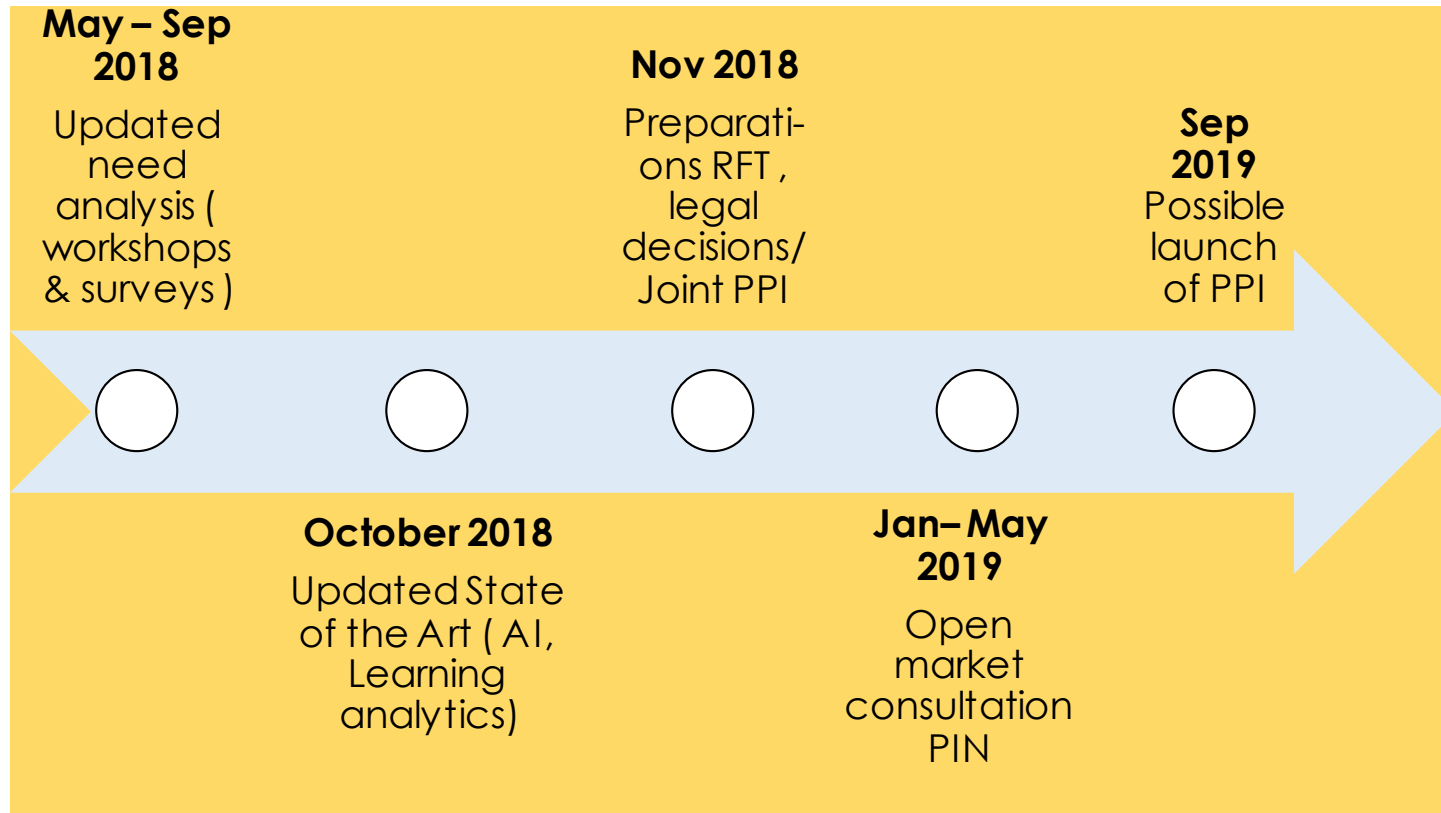 May – Sep
2018
Updated
need
analysis (
workshops
& surveys )
October 2018
Updated State
of the Art ( AI,
Learning
analytics)
Nov 2018
Preparati-
ons RFT ,
legal
decisions/
Joint PPI
Jan– May
2019
Open
market
consultation
PIN
Sep
2019
Possible
launch
of PPI